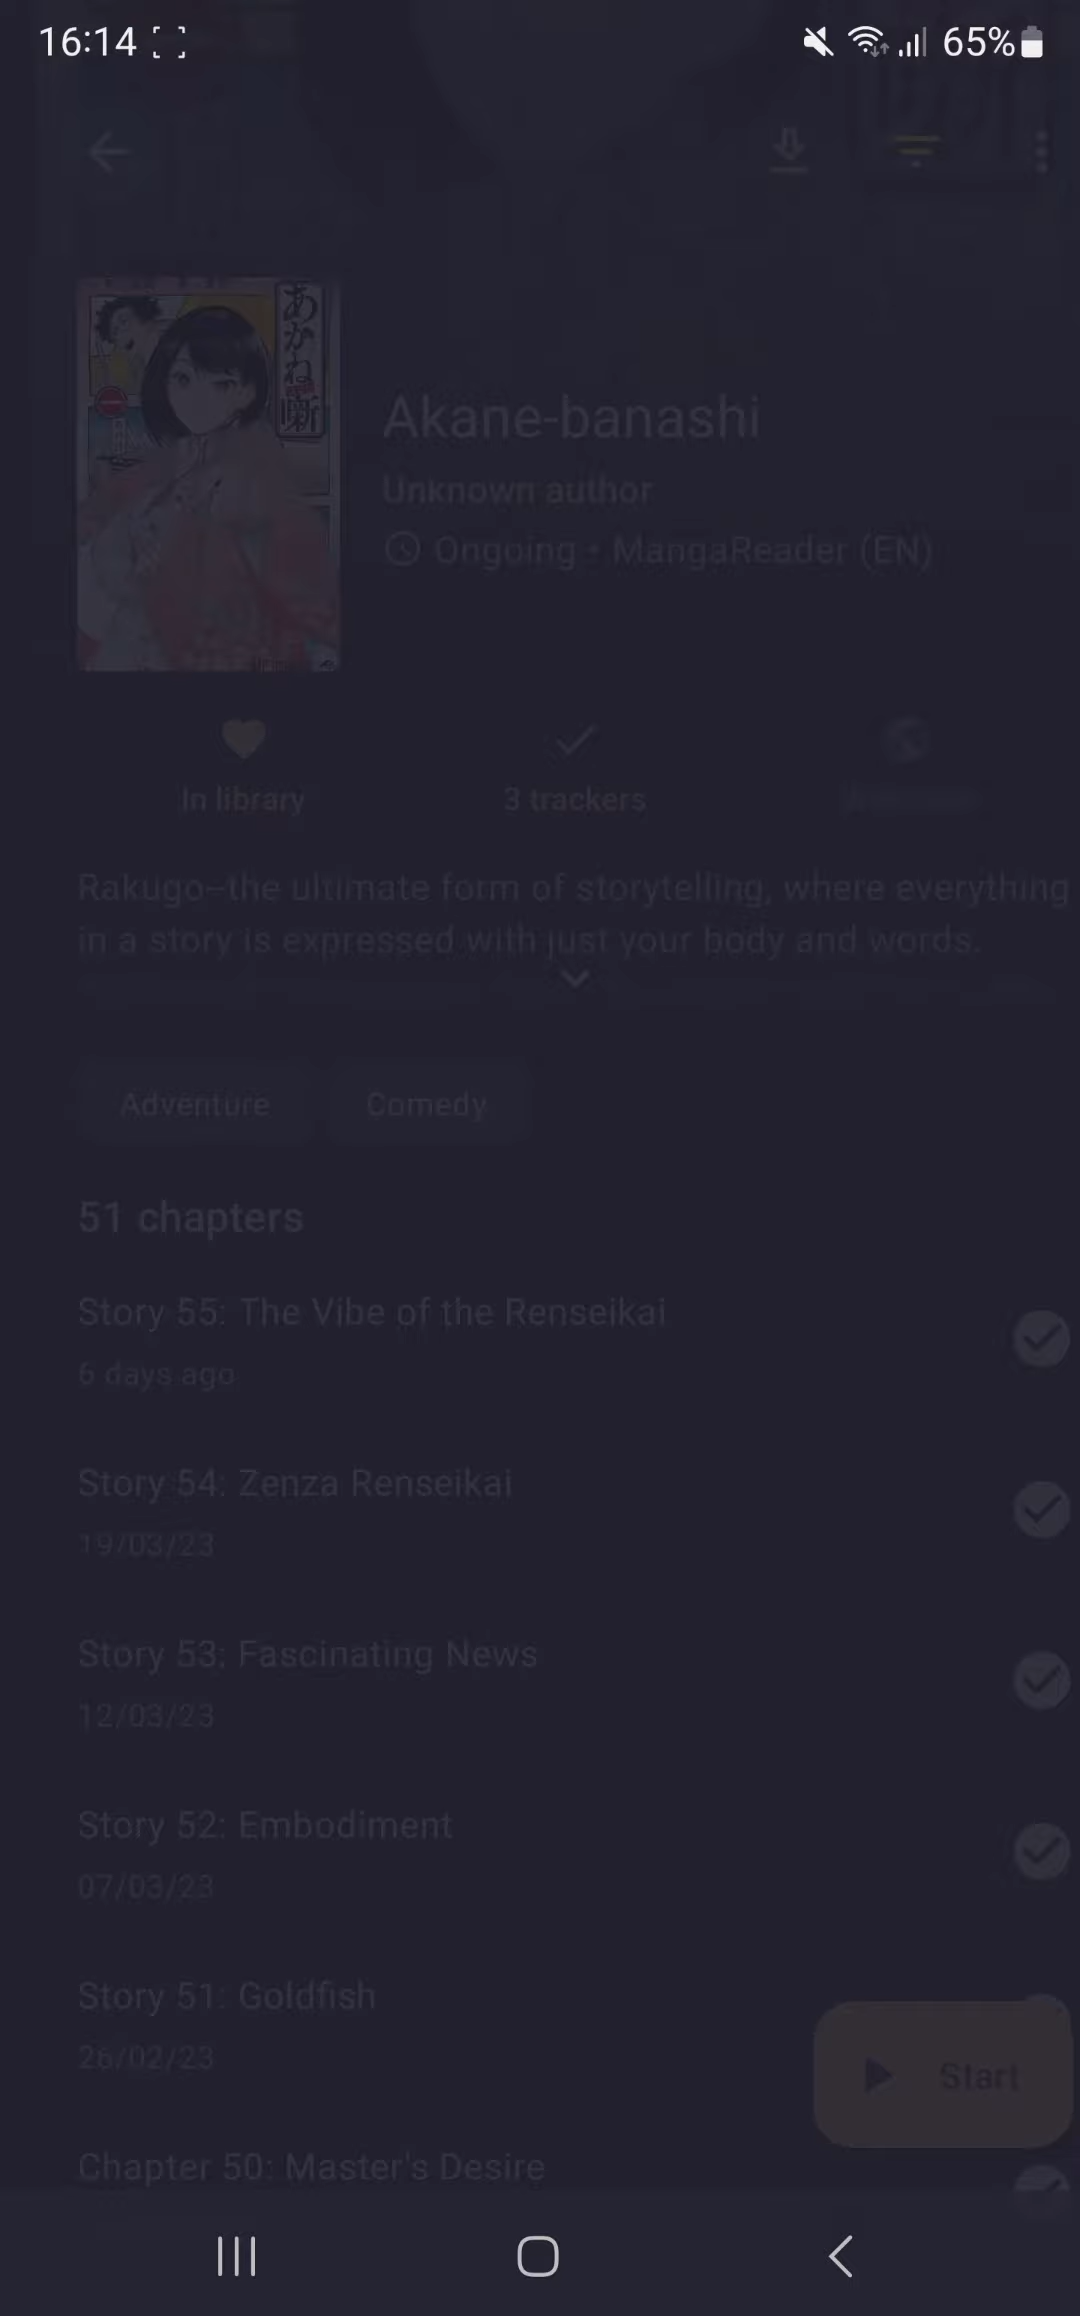 16:14
65%
あかね噺
Akane-banashi
Unknown author
Ongoing • MangaReader (EN)
In library
3 trackers
Rakugo—the ultimate form of storytelling, where everything
in a story is expressed with just your body and words.
Adventure
Comedy
51 chapters
Story 55: The Vibe of the Renseikai
6 days ago
Story 54: Zenza Renseikai
19/03/23
Story 53: Fascinating News
12/03/23
Story 52: Embodiment
07/03/23
Story 51: Goldfish
26/02/23
Start
Chapter 50: Master's Desire